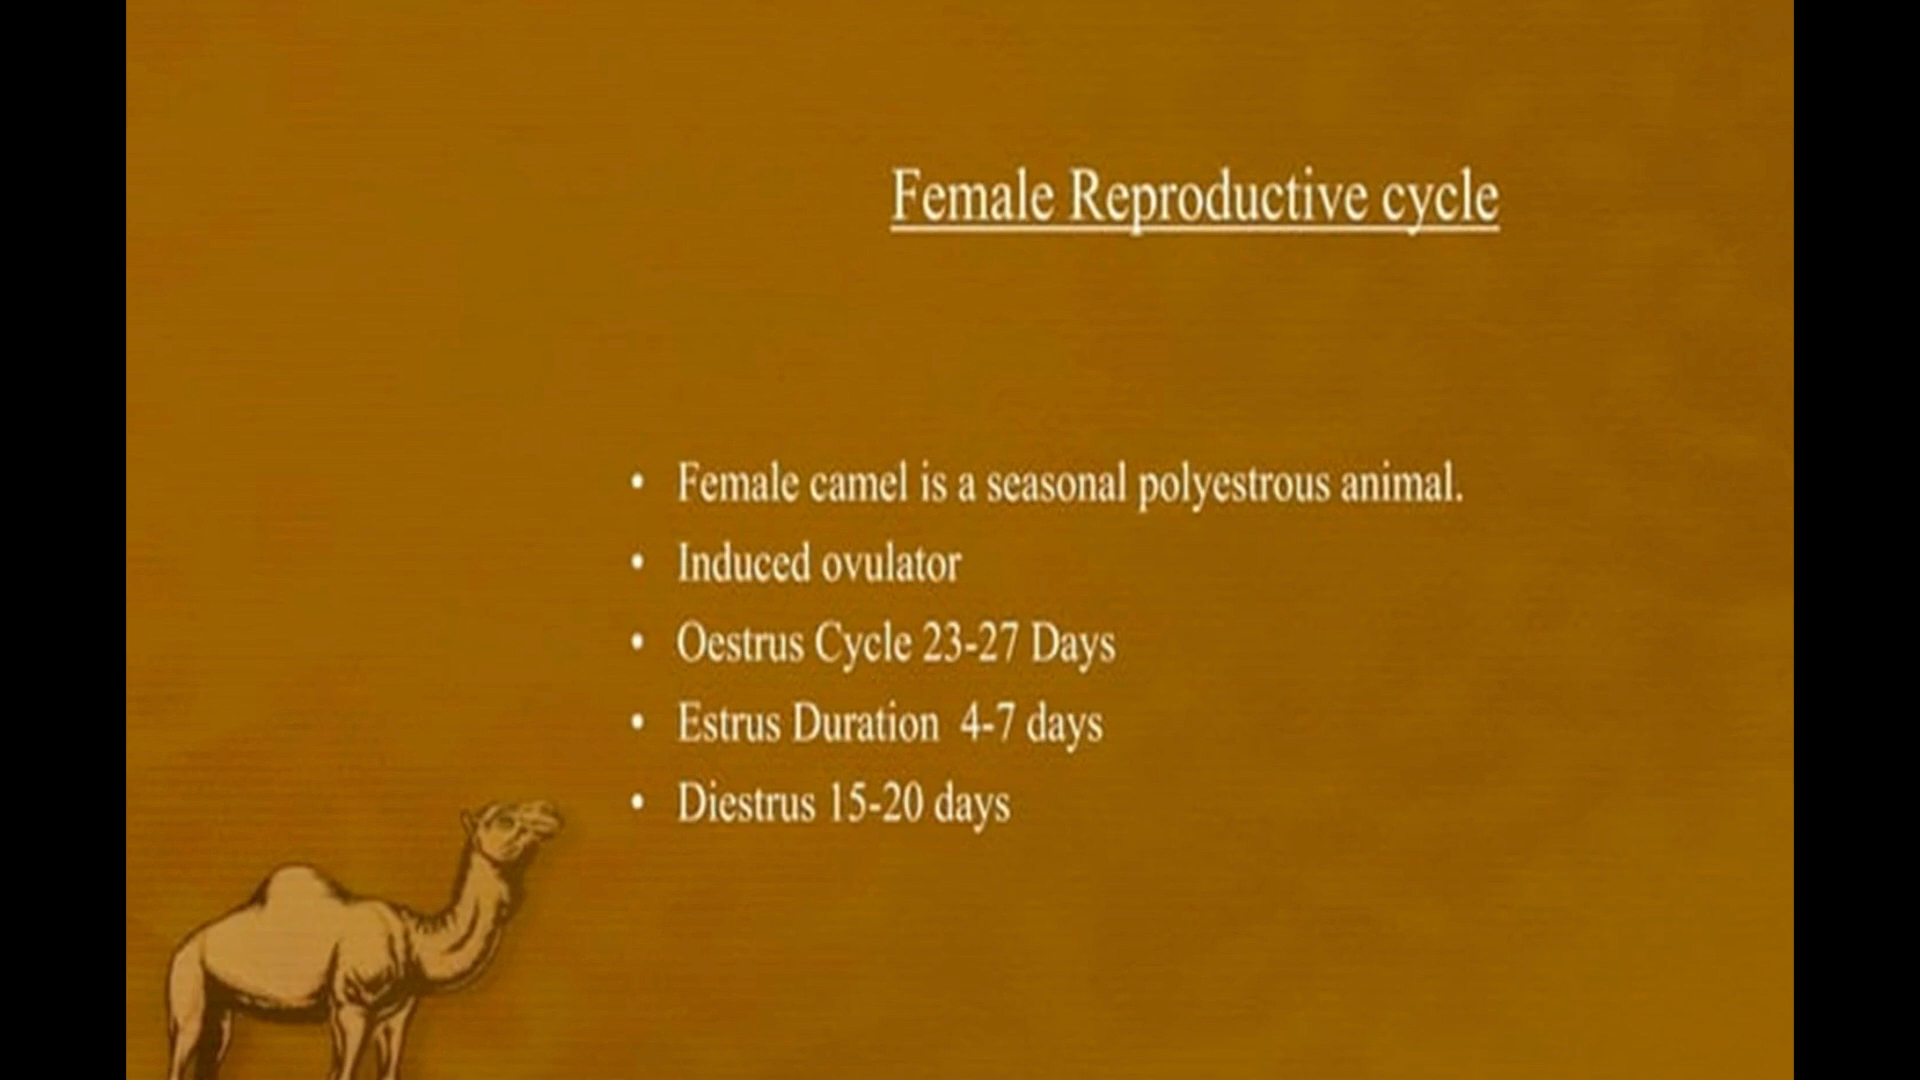 Female Reproductive cycle
• Female camel is a seasonal polyestrous animal.
• Induced ovulator
• Oestrus Cycle 23-27 Days
• Estrus Duration  4-7 days
• Diestrus 15-20 days